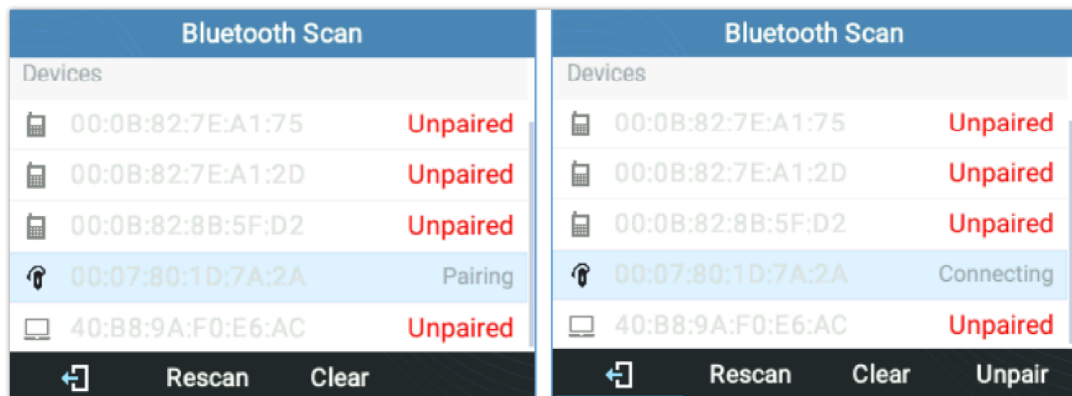 Bluetooth Scan
Devices
00:0B:82:7E:A1:75 Unpaired
00:0B:82:7E:A1:2D Unpaired
00:0B:82:8B:5F:D2 Unpaired
00:07:80:1D:7A:2A Pairing
40:B8:9A:F0:E6:AC Unpaired
Rescan Clear
Bluetooth Scan
Devices
00:0B:82:7E:A1:75 Unpaired
00:0B:82:7E:A1:2D Unpaired
00:0B:82:8B:5F:D2 Unpaired
00:07:80:1D:7A:2A Connecting
40:B8:9A:F0:E6:AC Unpaired
Rescan Clear Unpair